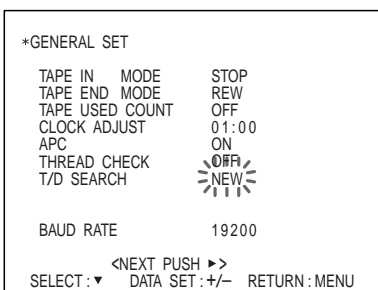 *GENERAL SET
TAPE IN MODE STOP
TAPE END MODE REW
TAPE USED COUNT OFF
CLOCK ADJUST 01:00
APC ON
THREAD CHECK OFF
T/D SEARCH NEW
BAUD RATE 19200
<NEXT PUSH ►>
SELECT:▼ DATA SET:+/– RETURN:MENU